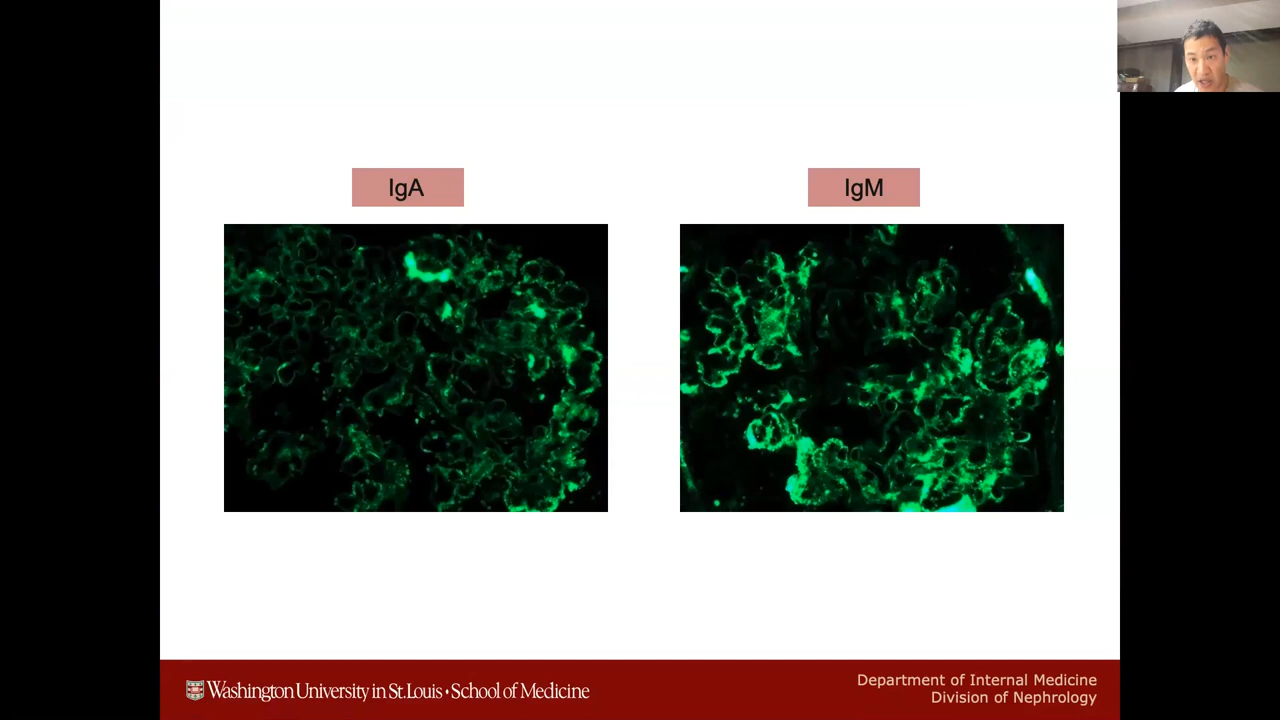 IgA
IgM
Washington University in St. Louis • School of Medicine
Department of Internal Medicine
Division of Nephrology